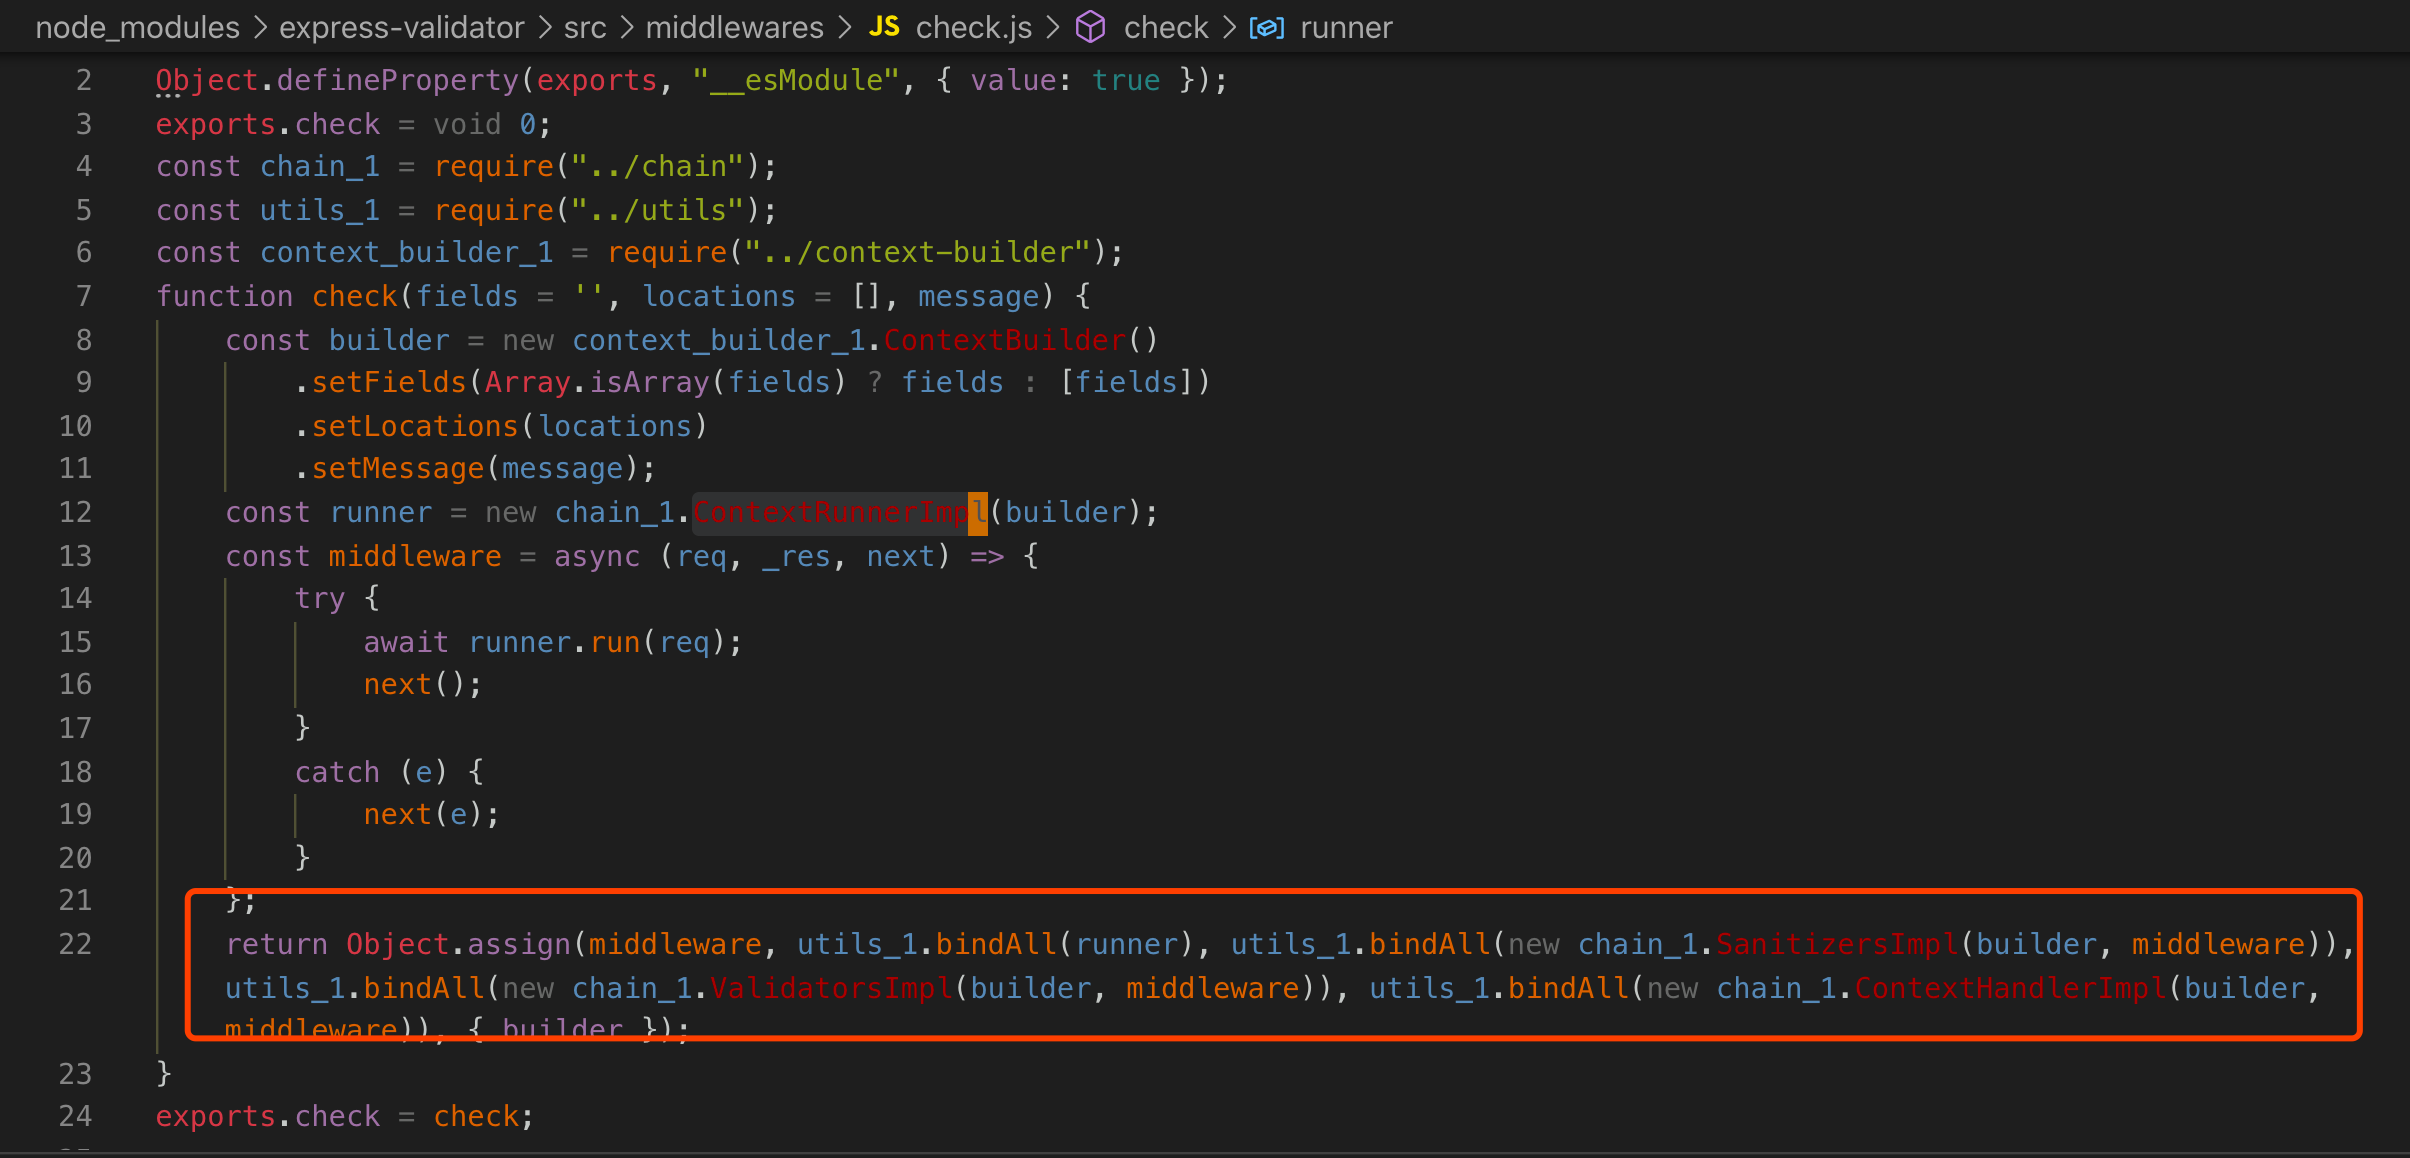 node_modules > express-validator > src > middlewares > JS check.js > check > runner
2 Object.defineProperty(exports, "__esModule", { value: true });
3 exports.check = void 0;
4 const chain_1 = require("../chain");
5 const utils_1 = require("../utils");
6 const context_builder_1 = require("../context-builder");
7 function check(fields = '', locations = [], message) {
8 const builder = new context_builder_1.ContextBuilder()
9 .setFields(Array.isArray(fields) ? fields : [fields])
10 .setLocations(locations)
11 .setMessage(message);
12 const runner = new chain_1.ContextRunnerImpl(builder);
13 const middleware = async (req, _res, next) => {
14 try {
15 await runner.run(req);
16 next();
17 }
18 catch (e) {
19 next(e);
20 }
21 };
22 return Object.assign(middleware, utils_1.bindAll(runner), utils_1.bindAll(new chain_1.SanitizersImpl(builder, middleware)),
utils_1.bindAll(new chain_1.ValidatorsImpl(builder, middleware)), utils_1.bindAll(new chain_1.ContextHandlerImpl(builder,
middleware)), { builder });
23 }
24 exports.check = check;